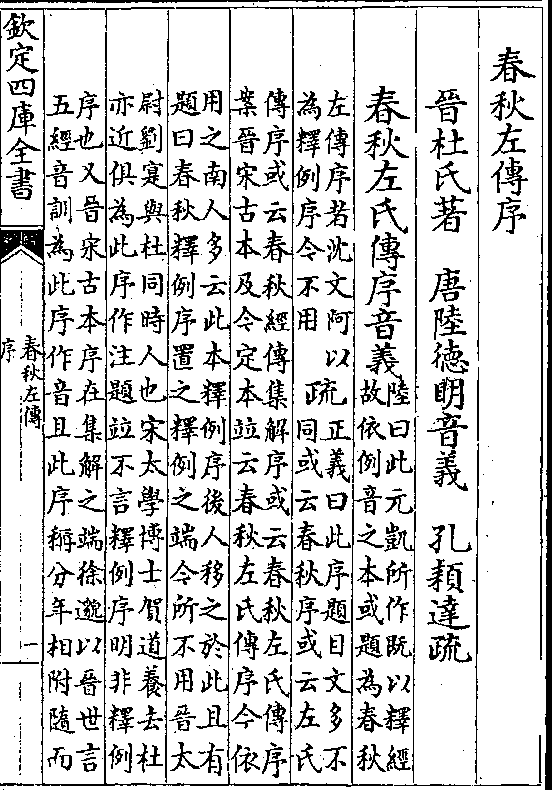 春秋左傳序
晉杜氏著　唐陸德明音義　孔頴達疏
春秋左氏傳序音義
陸曰此元凱所作既以釋經
故依例音之本或題為春秋
左傳序者沈文阿以
為釋例序今不用
疏
正義曰此序題目文多不
同或云春秋序或云左氏
傳序或云春秋經傳集解序或云春秋左氏傳序
案晉宋古本及今定本竝云春秋左氏傳序今依
用之南人多云此本釋例序後人移之於此且有
題曰春秋釋例序置之釋例之端今所不用晉太
尉劉寔與杜同時人也宋太學博士賀道養去杜
亦近俱為此序作注題竝不言釋例序明非釋例
序也又晉宋古本序在集解之端徐邈以晉世言
五經音訓為此序作音且此序稱分年相附隨而
欽定四庫全書
春秋左傳
序
一